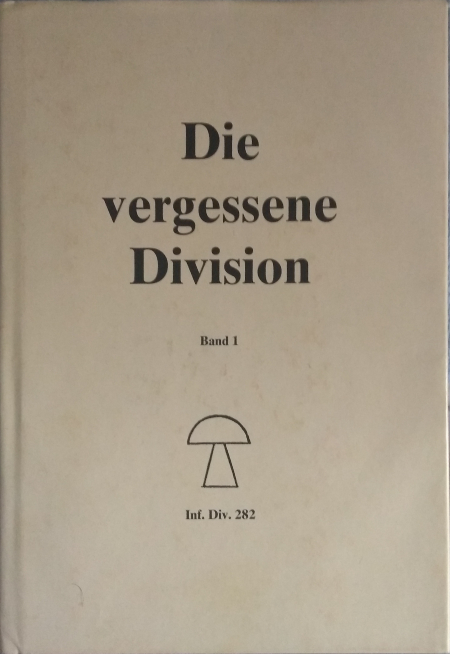 Die
vergessene
Division
Band 1
Inf. Div. 282